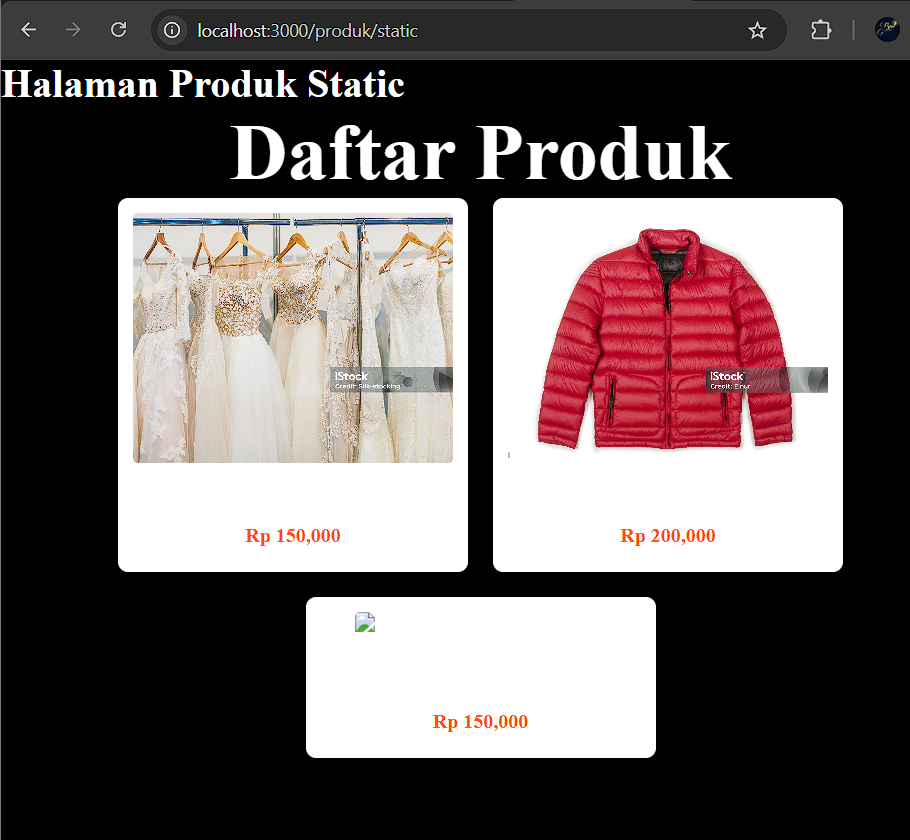 localhost:3000/produk/static
Halaman Produk Static
Daftar Produk
iStock
Credit: Silk-stocking
iStock
Credit: Elnur
Rp 150,000
Rp 200,000
Rp 150,000